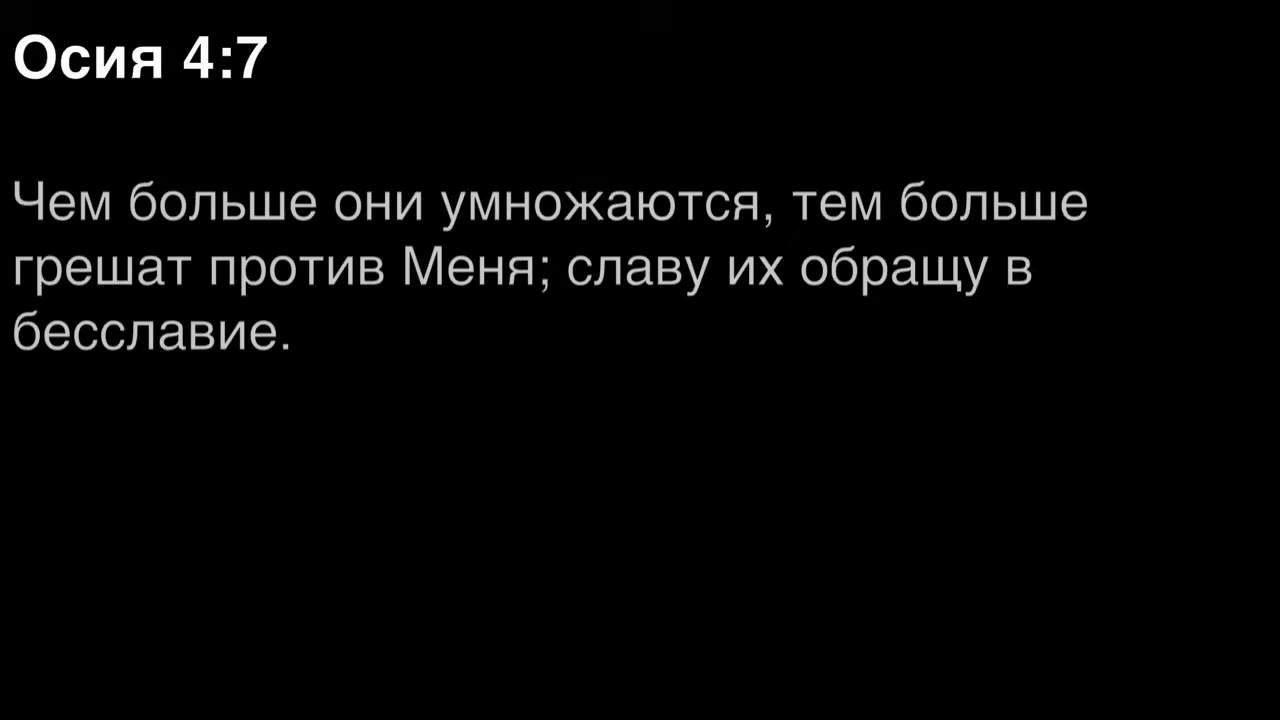 Осия 4:7
Чем больше они умножаются, тем больше
грешат против Меня; славу их обращу в
бесславие.